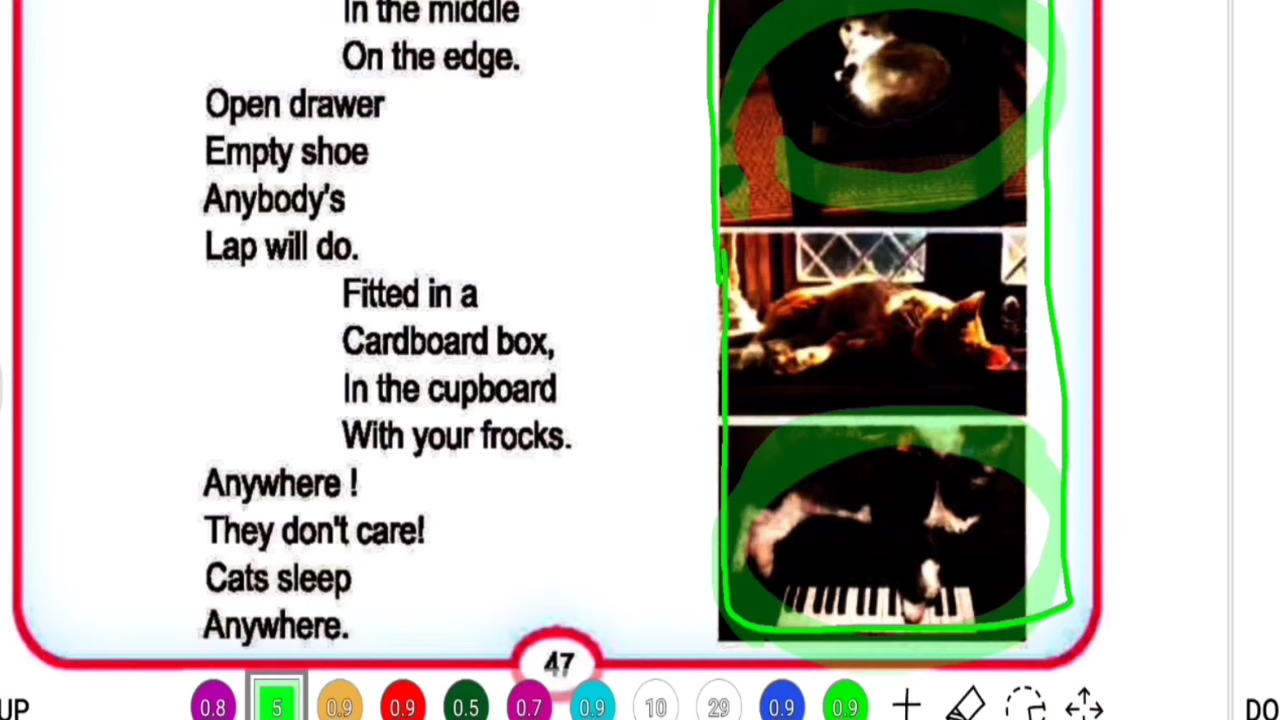 In the middle
On the edge.
Open drawer
Empty shoe
Anybody's
Lap will do.
Fitted in a
Cardboard box,
In the cupboard
With your frocks.
Anywhere !
They don't care!
Cats sleep
Anywhere.
47
UP
0.8
5
0.9
0.9
0.5
0.7
0.9
10
29
0.9
0.9
DO